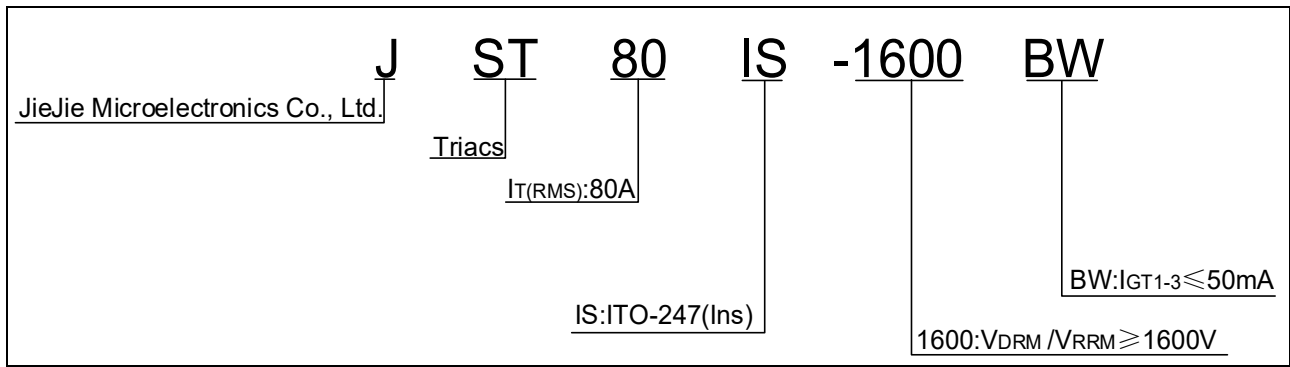 J ST 80 IS -1600 BW
JieJie Microelectronics Co., Ltd.
Triacs
IT(RMS):80A
BW:IGT1-3≤50mA
IS:ITO-247(Ins)
1600:VDRM /VRRM≥1600V